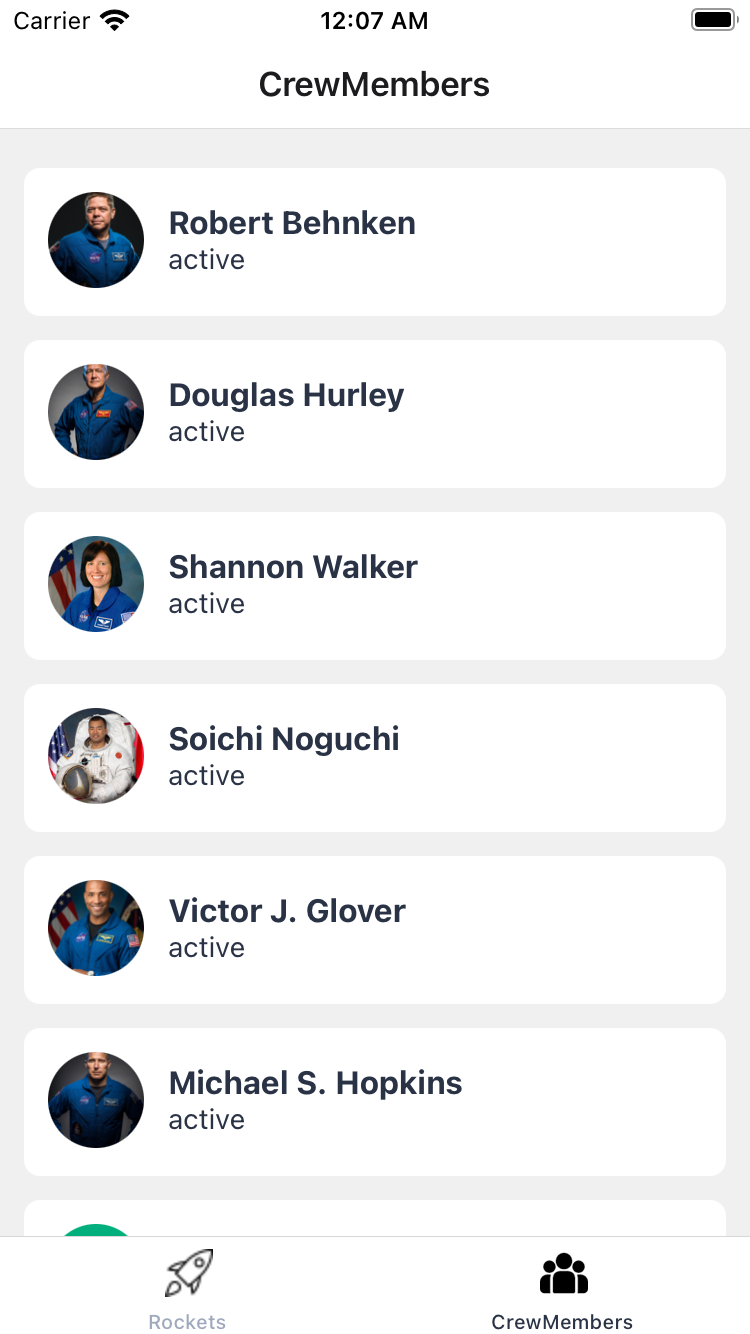 Carrier 12:07 AM
CrewMembers
Robert Behnken
active
Douglas Hurley
active
Shannon Walker
active
Soichi Noguchi
active
Victor J. Glover
active
Michael S. Hopkins
active
Rockets CrewMembers